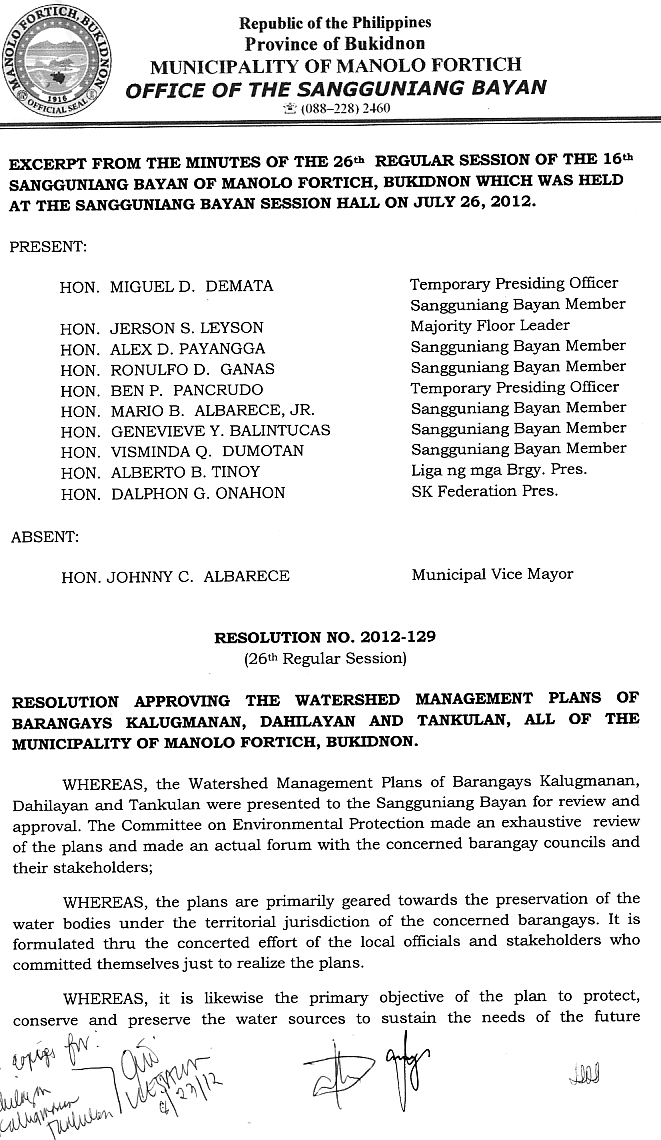 MANOLO FORTICH, BUKIDNON
1916
OFFICIAL SEAL
Republic of the Philippines
Province of Bukidnon
MUNICIPALITY OF MANOLO FORTICH
OFFICE OF THE SANGGUNIANG BAYAN
☏ (088–228) 2460
EXCERPT FROM THE MINUTES OF THE 26th REGULAR SESSION OF THE 16th
SANGGUNIANG BAYAN OF MANOLO FORTICH, BUKIDNON WHICH WAS HELD
AT THE SANGGUNIANG BAYAN SESSION HALL ON JULY 26, 2012.
PRESENT:
HON. MIGUEL D. DEMATA Temporary Presiding Officer
Sangguniang Bayan Member
HON. JERSON S. LEYSON Majority Floor Leader
HON. ALEX D. PAYANGGA Sangguniang Bayan Member
HON. RONULFO D. GANAS Sangguniang Bayan Member
HON. BEN P. PANCRUDO Temporary Presiding Officer
HON. MARIO B. ALBARECE, JR. Sangguniang Bayan Member
HON. GENEVIEVE Y. BALINTUCAS Sangguniang Bayan Member
HON. VISMINDA Q. DUMOTAN Sangguniang Bayan Member
HON. ALBERTO B. TINOY Liga ng mga Brgy. Pres.
HON. DALPHON G. ONAHON SK Federation Pres.
ABSENT:
HON. JOHNNY C. ALBARECE Municipal Vice Mayor
RESOLUTION NO. 2012-129
(26th Regular Session)
RESOLUTION APPROVING THE WATERSHED MANAGEMENT PLANS OF
BARANGAYS KALUGMANAN, DAHILAYAN AND TANKULAN, ALL OF THE
MUNICIPALITY OF MANOLO FORTICH, BUKIDNON.
WHEREAS, the Watershed Management Plans of Barangays Kalugmanan,
Dahilayan and Tankulan were presented to the Sangguniang Bayan for review and
approval. The Committee on Environmental Protection made an exhaustive review
of the plans and made an actual forum with the concerned barangay councils and
their stakeholders;
WHEREAS, the plans are primarily geared towards the preservation of the
water bodies under the territorial jurisdiction of the concerned barangays. It is
formulated thru the concerted effort of the local officials and stakeholders who
committed themselves just to realize the plans.
WHEREAS, it is likewise the primary objective of the plan to protect,
conserve and preserve the water sources to sustain the needs of the future
copies for:
Kalugmanan
Tankulan